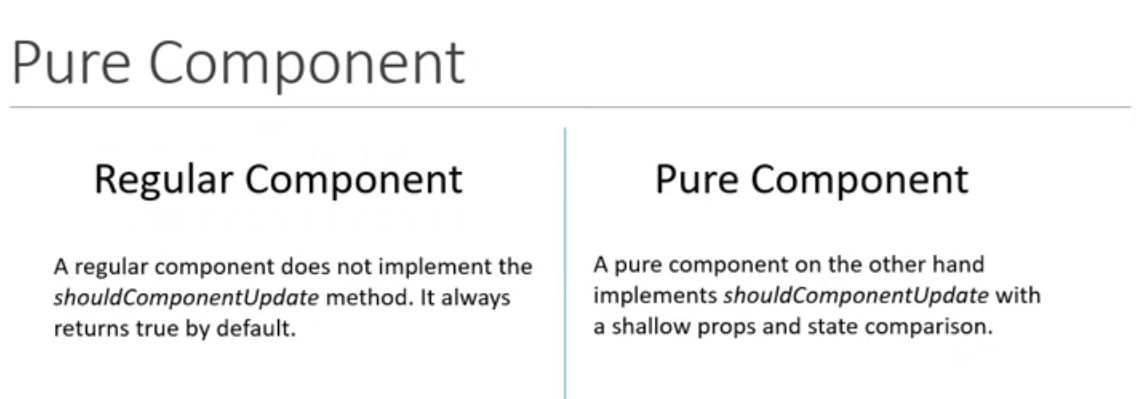 Pure Component
Regular Component
A regular component does not implement the
shouldComponentUpdate method. It always
returns true by default.
Pure Component
A pure component on the other hand
implements shouldComponentUpdate with
a shallow props and state comparison.